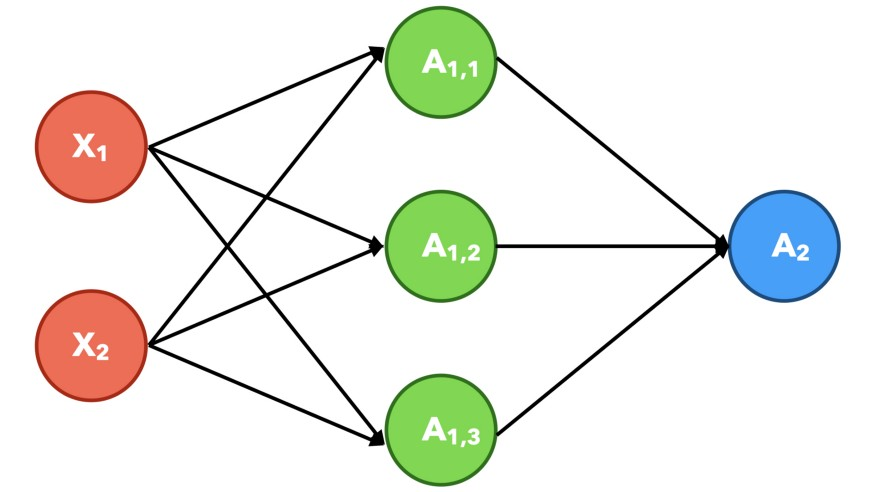 X₁
X₂
A₁,₁
A₁,₂
A₁,₃
A₂